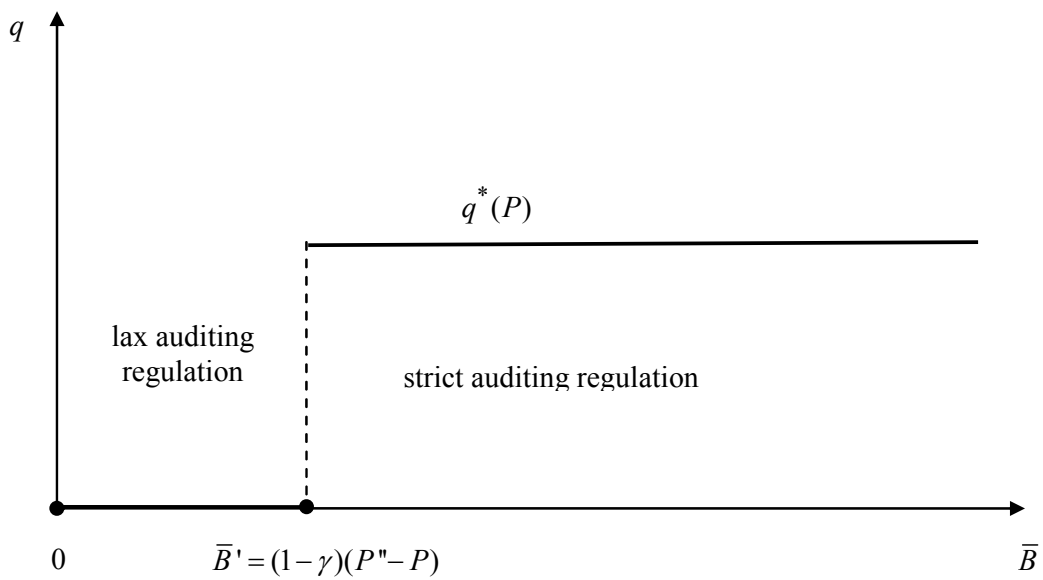 q
q*(P)
lax auditing
regulation
strict auditing regulation
0
B̅' = (1−γ)(P"−P)
B̅